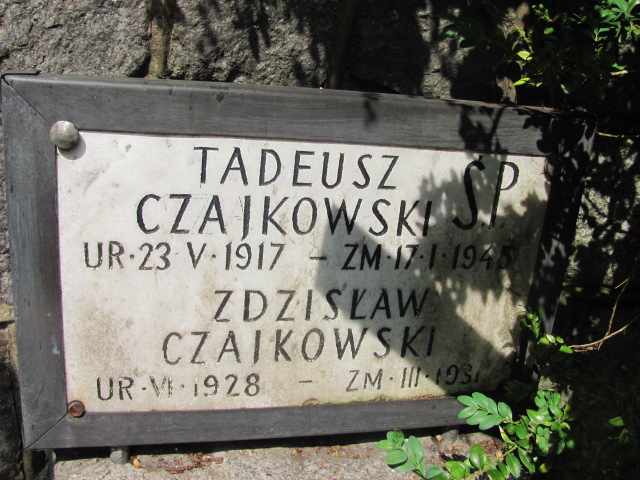 TADEUSZ
CZAJKOWSKI Ś.P.
UR·23 V·1917 – ZM·17·I·1945
ZDZISŁAW
CZAJKOWSKI
UR·VI·1928 – ZM·III·1931